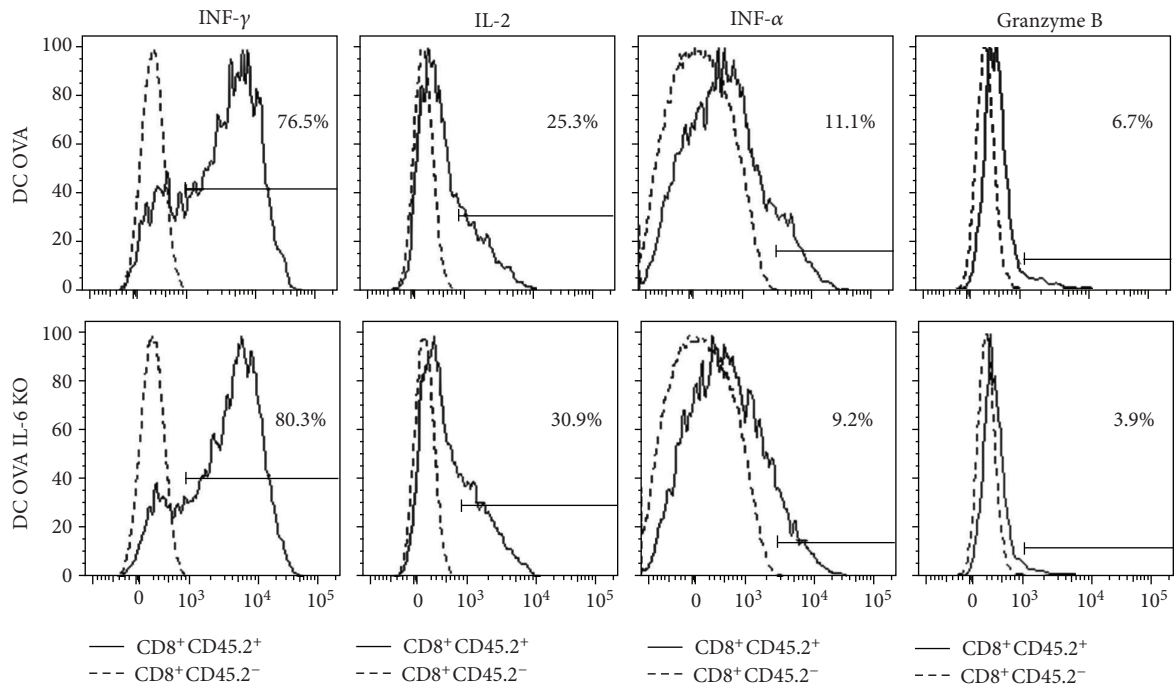 INF-γ IL-2 INF-α Granzyme B
DC OVA
100
80
60
40
20
0
76.5% 25.3% 11.1% 6.7%
DC OVA IL-6 KO
100
80
60
40
20
0
80.3% 30.9% 9.2% 3.9%
0 10³ 10⁴ 10⁵ 0 10³ 10⁴ 10⁵ 0 10³ 10⁴ 10⁵ 0 10³ 10⁴ 10⁵
CD8⁺ CD45.2⁺ CD8⁺ CD45.2⁺ CD8⁺ CD45.2⁺ CD8⁺ CD45.2⁺
CD8⁺ CD45.2⁻ CD8⁺ CD45.2⁻ CD8⁺ CD45.2⁻ CD8⁺ CD45.2⁻